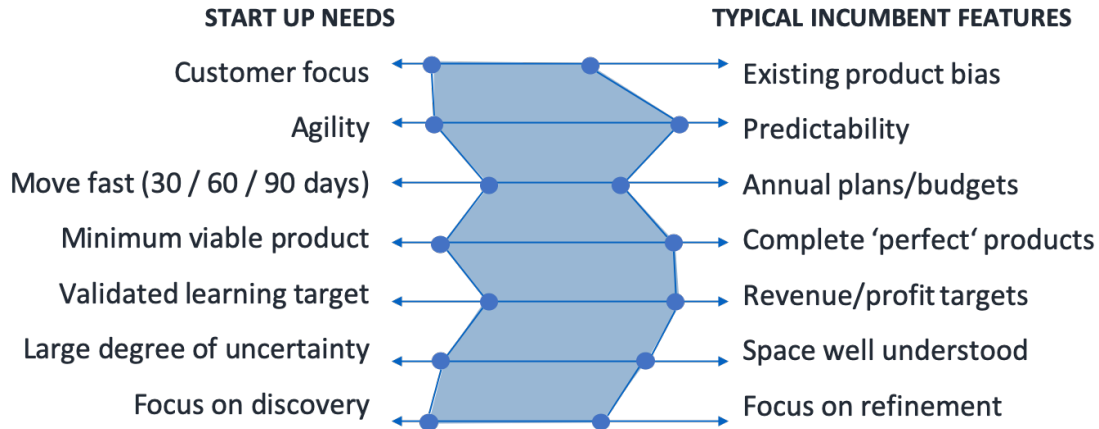 START UP NEEDS TYPICAL INCUMBENT FEATURES
Customer focus Existing product bias
Agility Predictability
Move fast (30 / 60 / 90 days) Annual plans/budgets
Minimum viable product Complete ‘perfect‘ products
Validated learning target Revenue/profit targets
Large degree of uncertainty Space well understood
Focus on discovery Focus on refinement